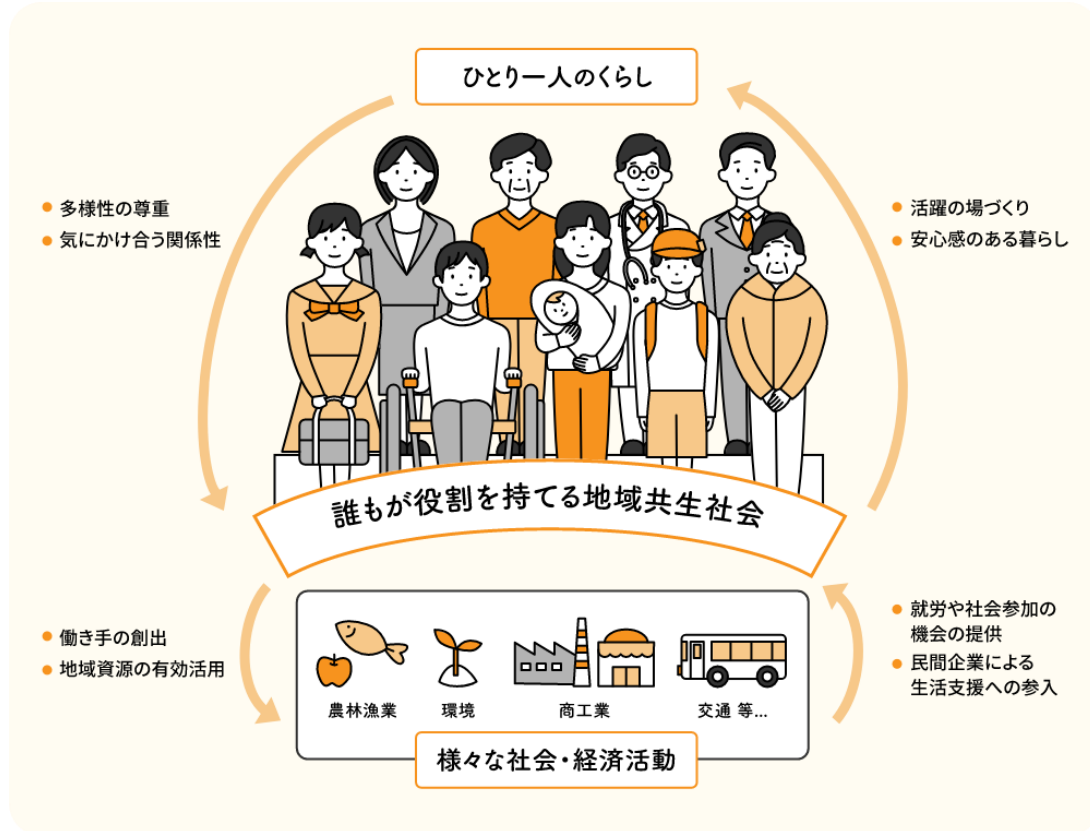 ひとり一人のくらし
多様性の尊重
気にかけ合う関係性
活躍の場づくり
安心感のある暮らし
誰もが役割を持てる地域共生社会
働き手の創出
地域資源の有効活用
就労や社会参加の
機会の提供
民間企業による
生活支援への参入
農林漁業
環境
商工業
交通 等...
様々な社会・経済活動